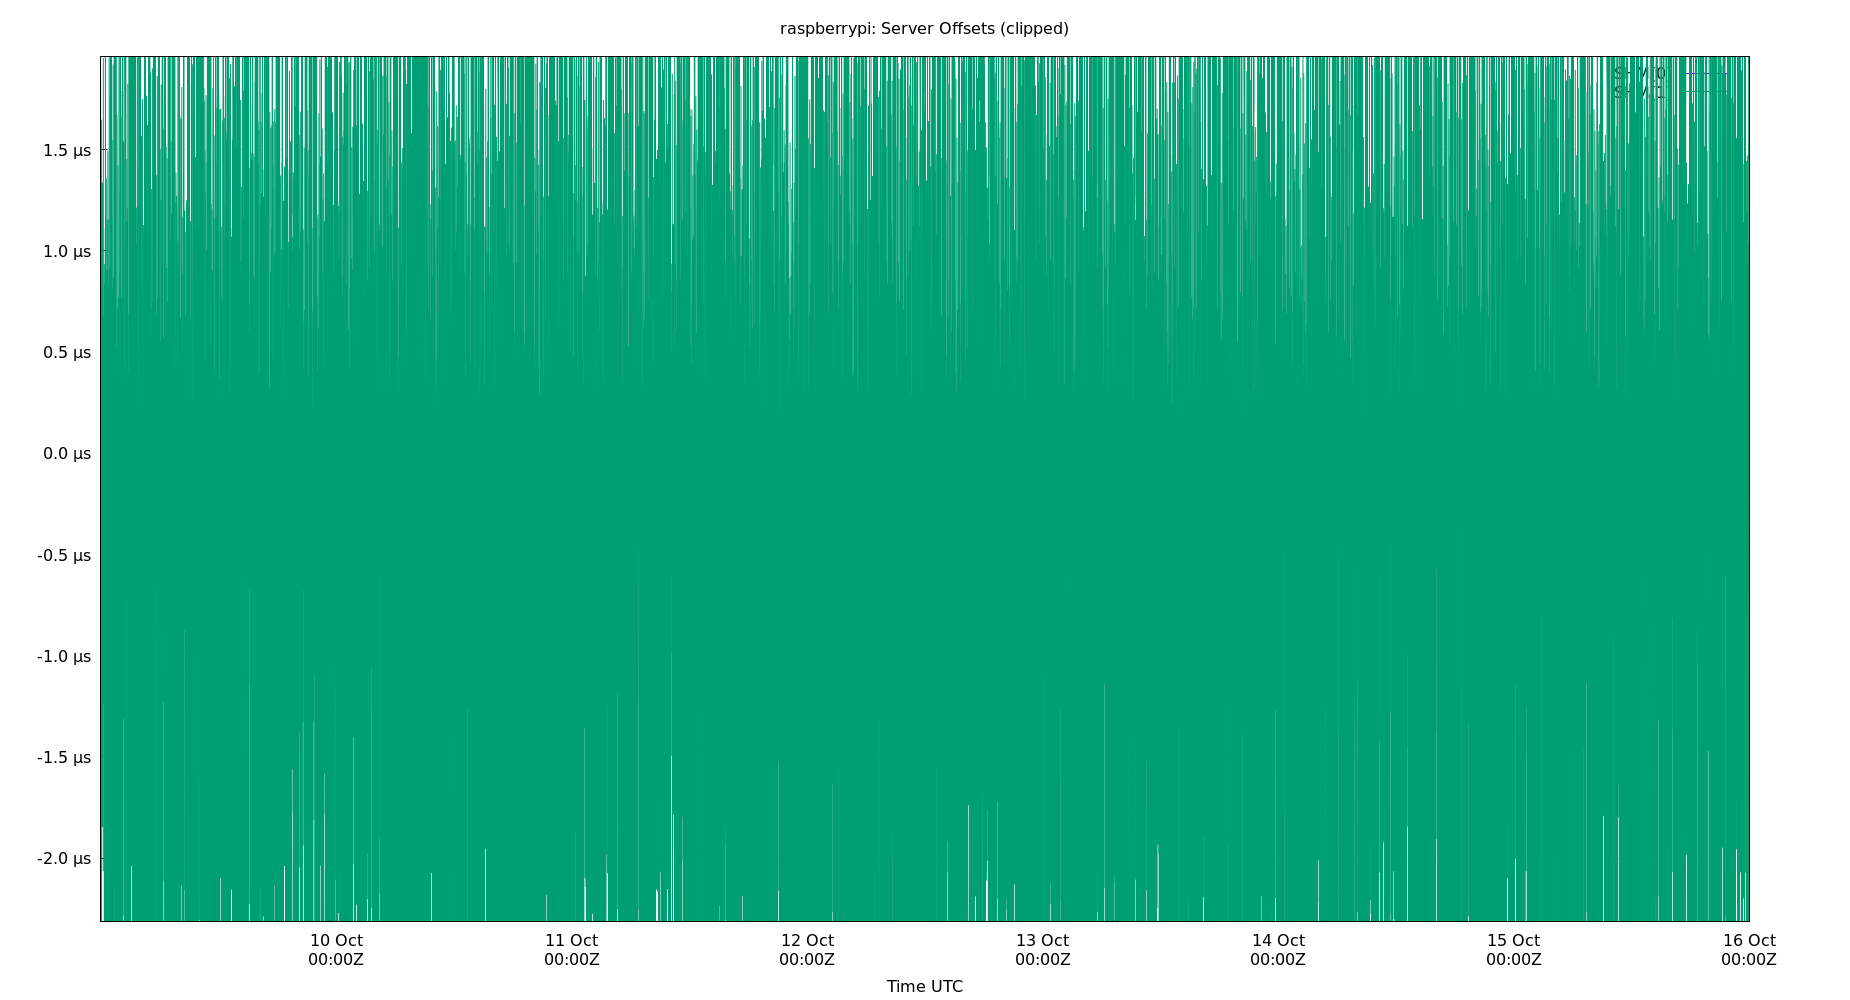 raspberrypi: Server Offsets (clipped)
1.5 µs
1.0 µs
0.5 µs
0.0 µs
-0.5 µs
-1.0 µs
-1.5 µs
-2.0 µs
10 Oct 11 Oct 12 Oct 13 Oct 14 Oct 15 Oct 16 Oct
00:00Z 00:00Z 00:00Z 00:00Z 00:00Z 00:00Z 00:00Z
Time UTC